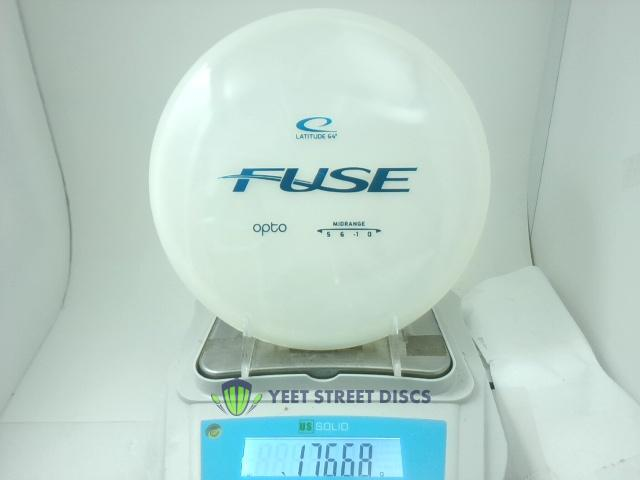 LATITUDE 64°
FUSE
opto
MIDRANGE
5 6 -1 0
YEET STREET DISCS
US SOLID
176.68 g